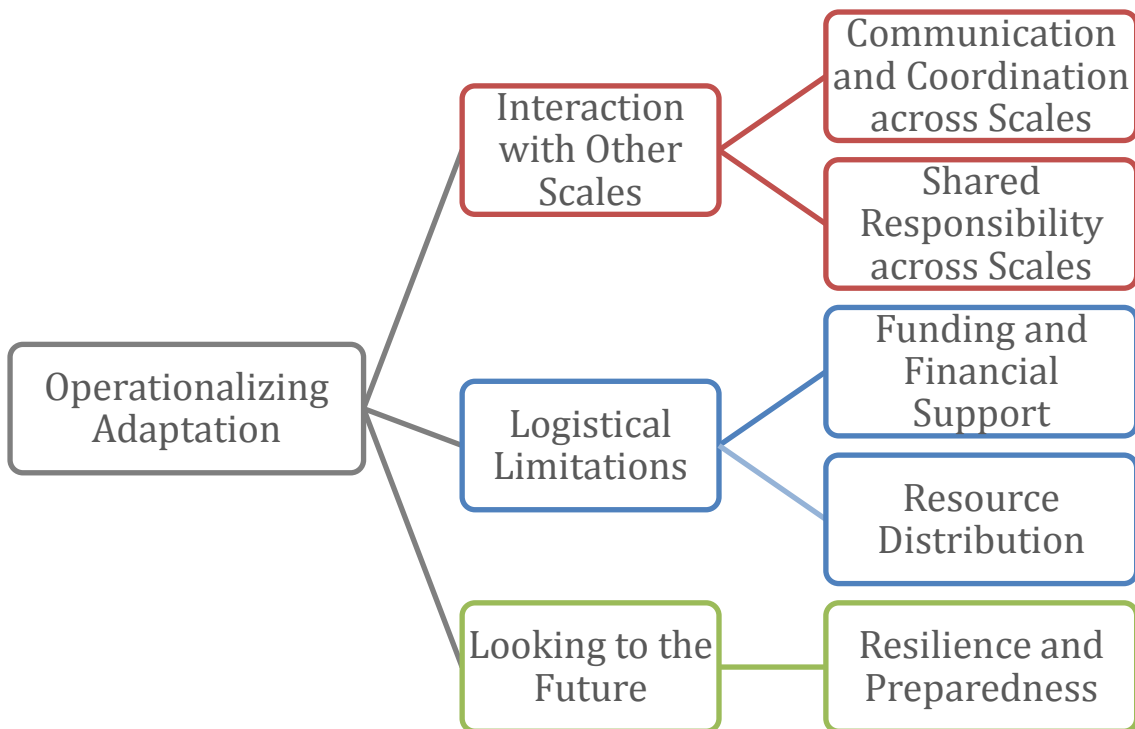 Operationalizing
Adaptation
Interaction
with Other
Scales
Communication
and Coordination
across Scales
Shared
Responsibility
across Scales
Logistical
Limitations
Funding and
Financial
Support
Resource
Distribution
Looking to the
Future
Resilience and
Preparedness